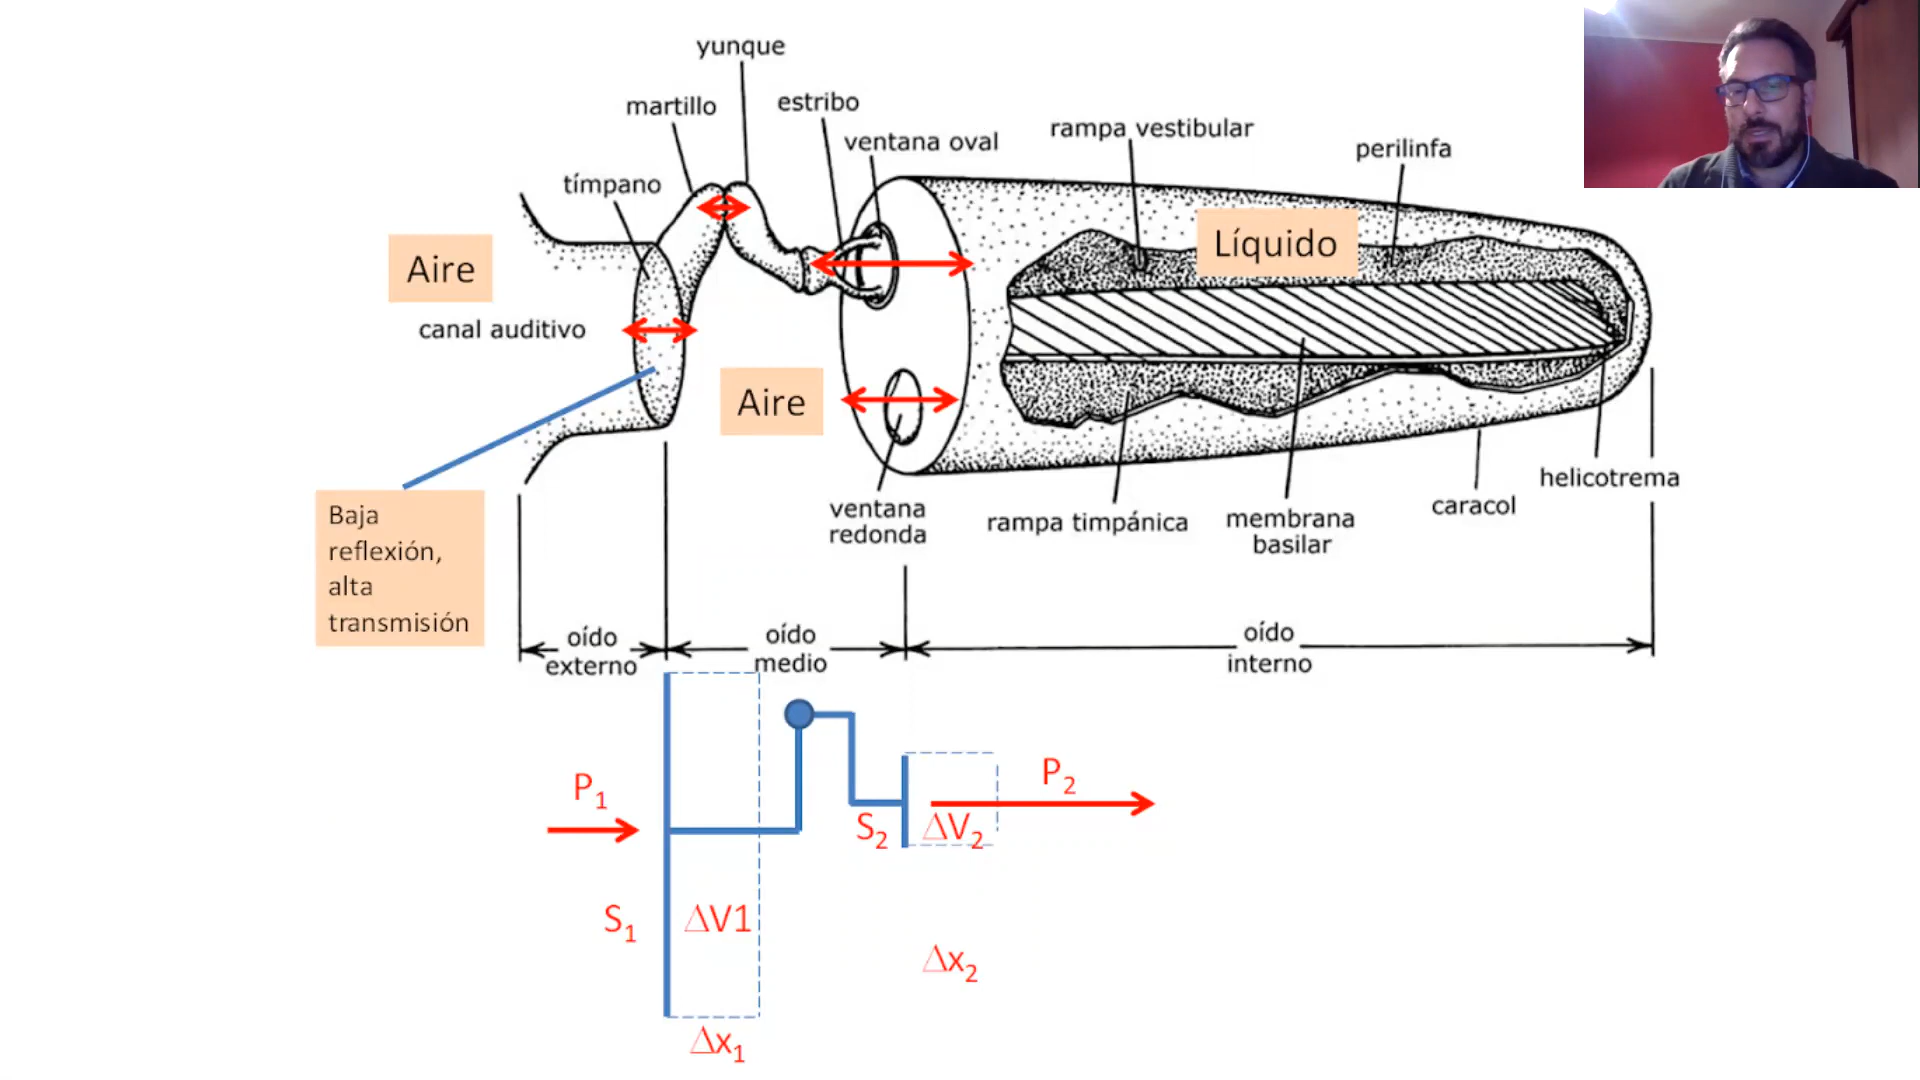 yunque
martillo
estribo
ventana oval
rampa vestibular
perilinfa
tímpano
Aire
Líquido
canal auditivo
Aire
Baja
reflexión,
alta
transmisión
ventana
redonda
rampa timpánica
membrana
basilar
caracol
helicotrema
oído
externo
oído
medio
oído
interno
P1
S1
ΔV1
Δx1
S2
ΔV2
P2
Δx2